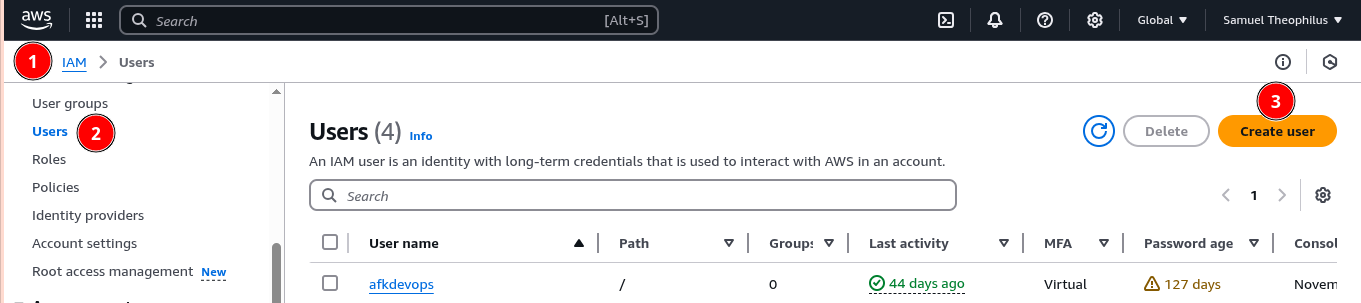 aws Search [Alt+S] Global Samuel Theophilus
1 IAM > Users
User groups
Users 2
Roles
Policies
Identity providers
Account settings
Root access management New
3
Users (4) Info Delete Create user
An IAM user is an identity with long-term credentials that is used to interact with AWS in an account.
Search 1
User name Path Groups Last activity MFA Password age Consol
afkdevops / 0 44 days ago Virtual 127 days Novem